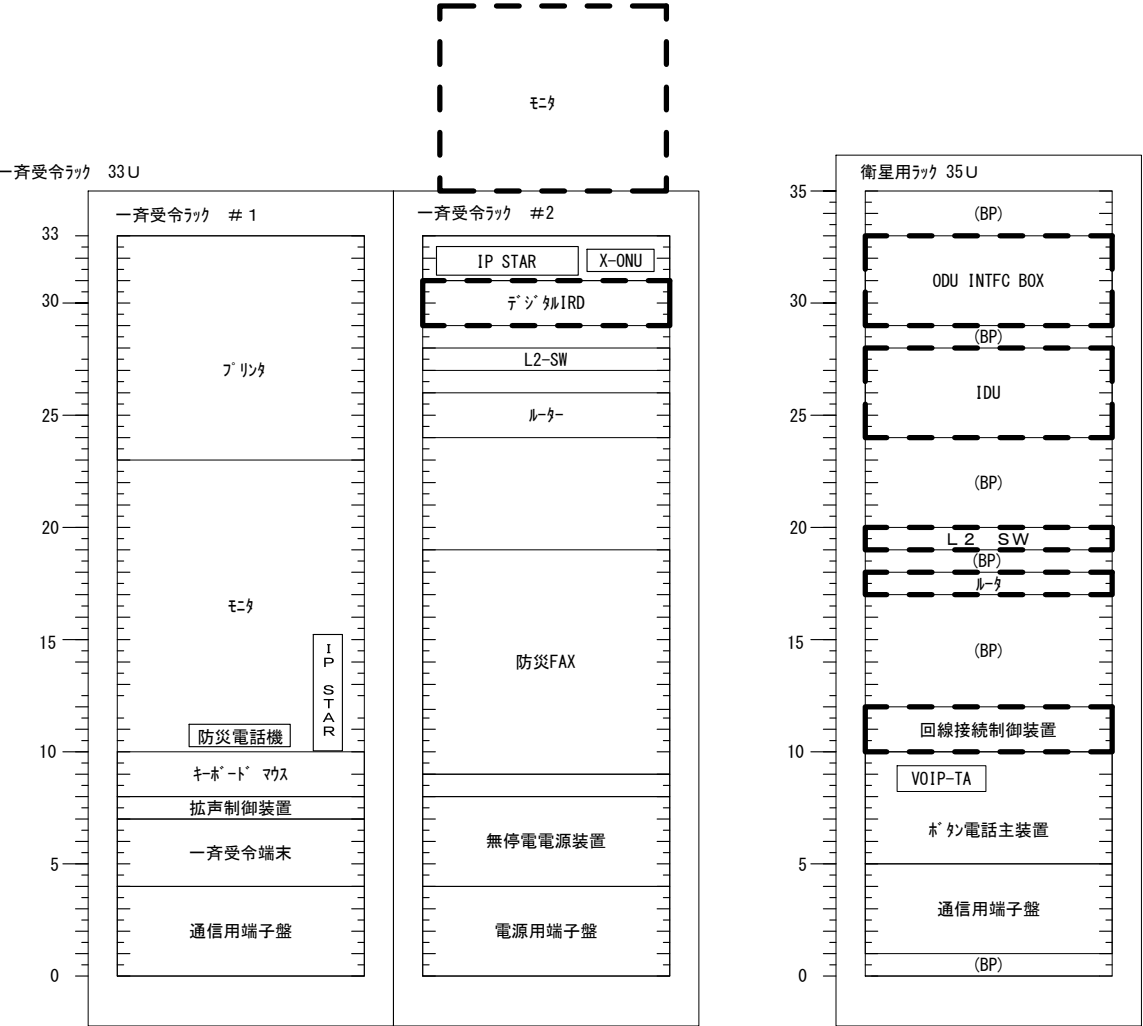 モニタ
一斉受令ラック 33U
一斉受令ラック #1
33
30
25
20
15
10
5
0
プリンタ
モニタ
IP STAR
防災電話機
キーボード マウス
拡声制御装置
一斉受令端末
通信用端子盤
一斉受令ラック #2
IP STAR
X-ONU
デジタルIRD
L2-SW
ルーター
防災FAX
無停電電源装置
電源用端子盤
衛星用ラック 35U
35
30
25
20
15
10
5
0
(BP)
ODU INTFC BOX
(BP)
IDU
(BP)
L2 SW
(BP)
ルータ
(BP)
回線接続制御装置
VOIP-TA
ボタン電話主装置
通信用端子盤
(BP)